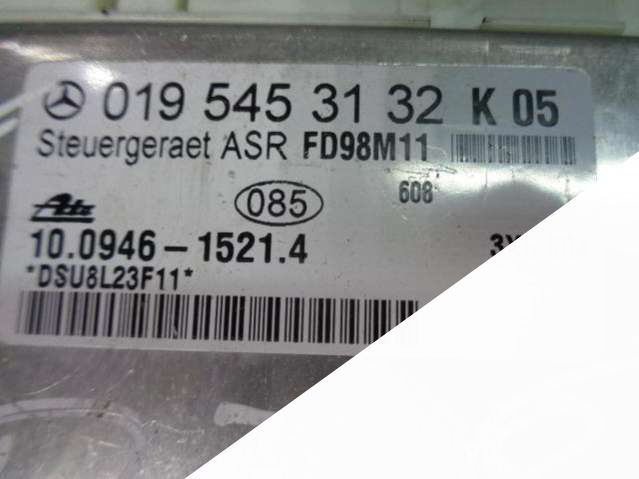 019 545 31 32 K 05
Steuergeraet ASR FD98M11
608
Ate 085
10.0946-1521.4
*DSU8L23F11*